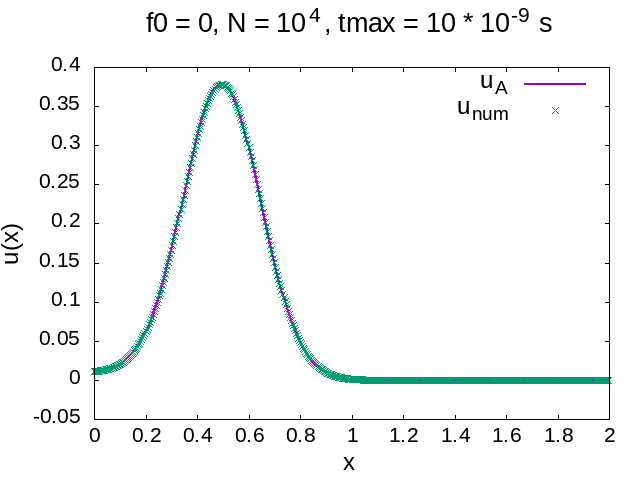 f0 = 0, N = 10^4, tmax = 10 * 10^-9 s
u_A
u_num
0.4
0.35
0.3
0.25
0.2
0.15
0.1
0.05
0
-0.05
u(x)
0 0.2 0.4 0.6 0.8 1 1.2 1.4 1.6 1.8 2
x